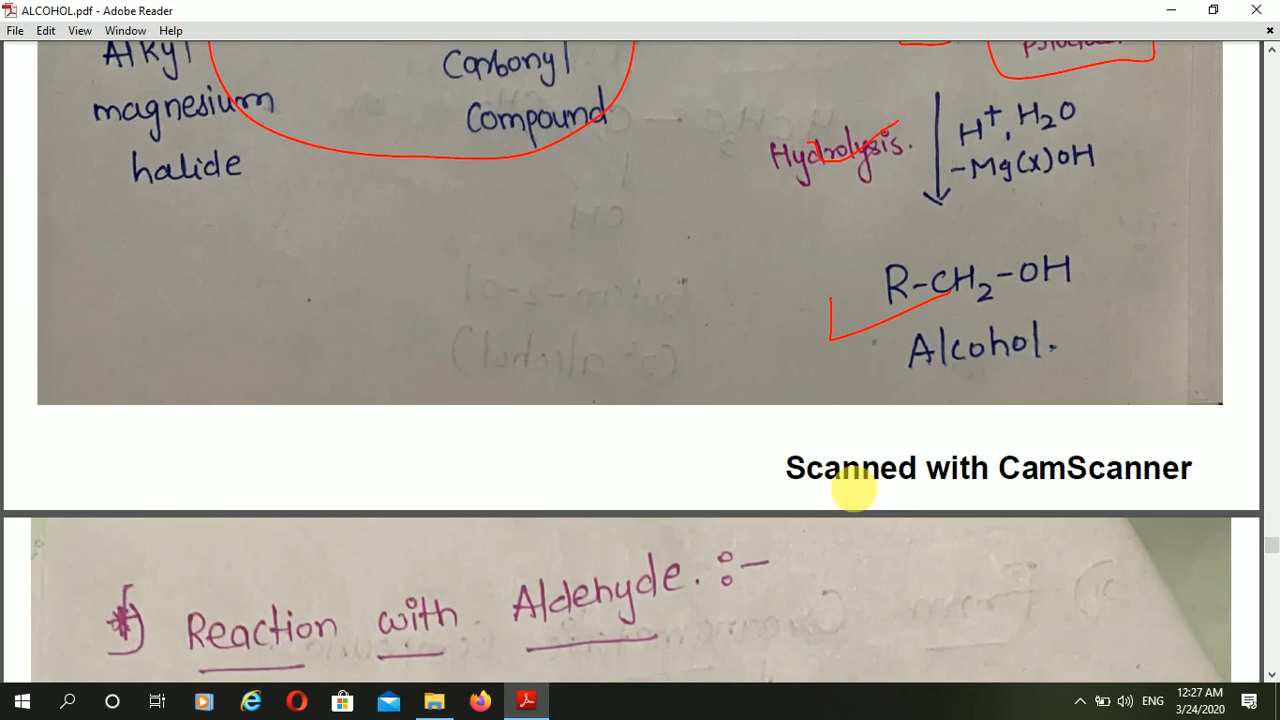 ALCOHOL.pdf - Adobe Reader
File Edit View Window Help
Alkyl
magnesium
halide
Carbonyl
Compound
Hydrolysis.
H+, H2O
-Mg(x)OH
R-CH2-OH
Alcohol.
Scanned with CamScanner
Reaction with Aldehyde. :-
ENG
12:27 AM
3/24/2020